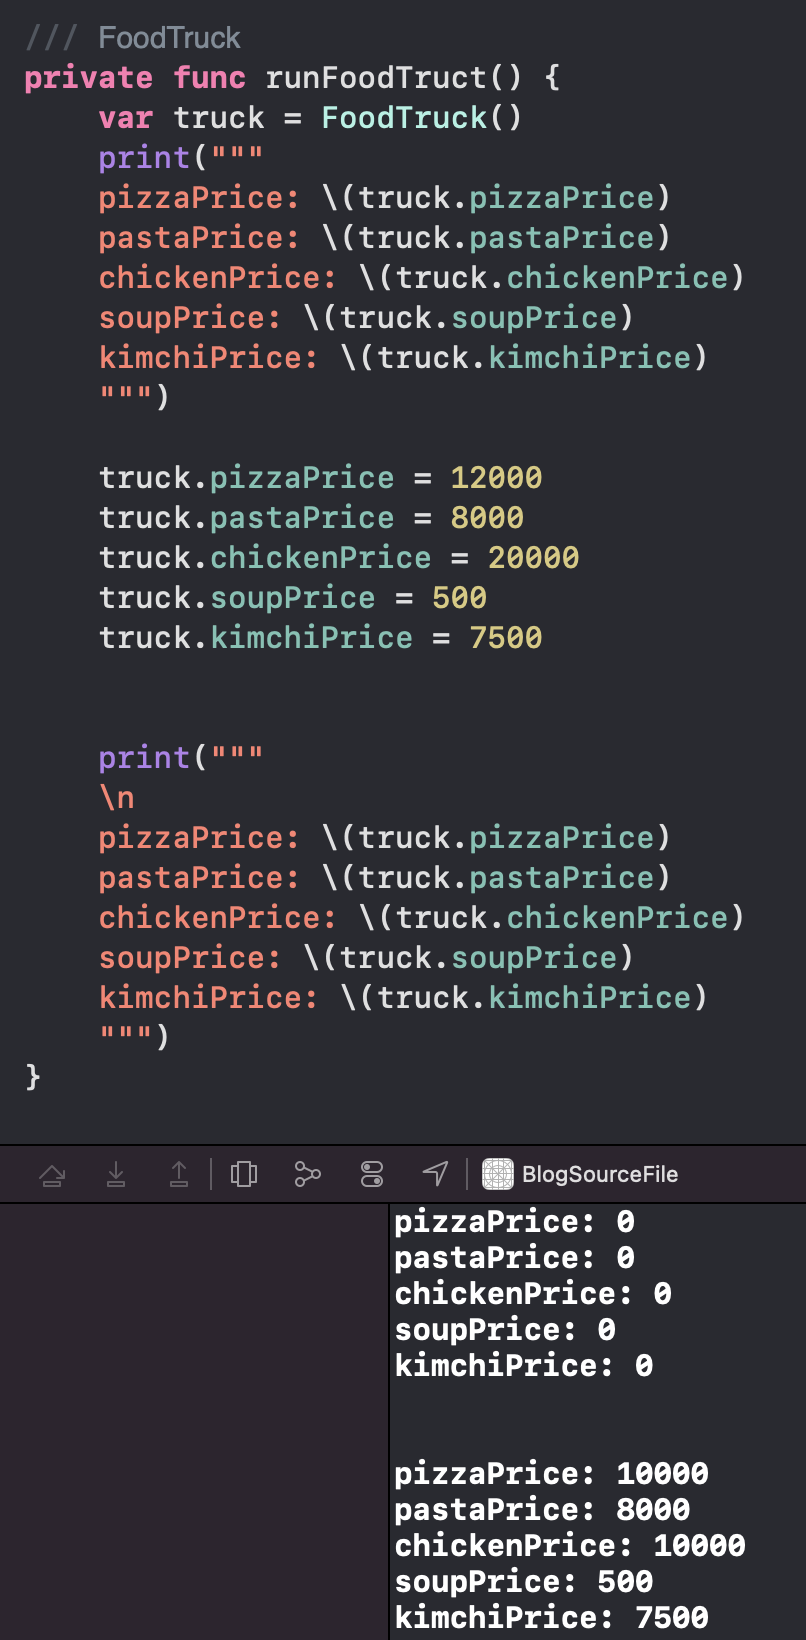 /// FoodTruck
private func runFoodTruct() {
    var truck = FoodTruck()
    print("""
    pizzaPrice: \(truck.pizzaPrice)
    pastaPrice: \(truck.pastaPrice)
    chickenPrice: \(truck.chickenPrice)
    soupPrice: \(truck.soupPrice)
    kimchiPrice: \(truck.kimchiPrice)
    """)

    truck.pizzaPrice = 12000
    truck.pastaPrice = 8000
    truck.chickenPrice = 20000
    truck.soupPrice = 500
    truck.kimchiPrice = 7500

    print("""
    \n
    pizzaPrice: \(truck.pizzaPrice)
    pastaPrice: \(truck.pastaPrice)
    chickenPrice: \(truck.chickenPrice)
    soupPrice: \(truck.soupPrice)
    kimchiPrice: \(truck.kimchiPrice)
    """)
}
BlogSourceFile
pizzaPrice: 0
pastaPrice: 0
chickenPrice: 0
soupPrice: 0
kimchiPrice: 0

pizzaPrice: 10000
pastaPrice: 8000
chickenPrice: 10000
soupPrice: 500
kimchiPrice: 7500